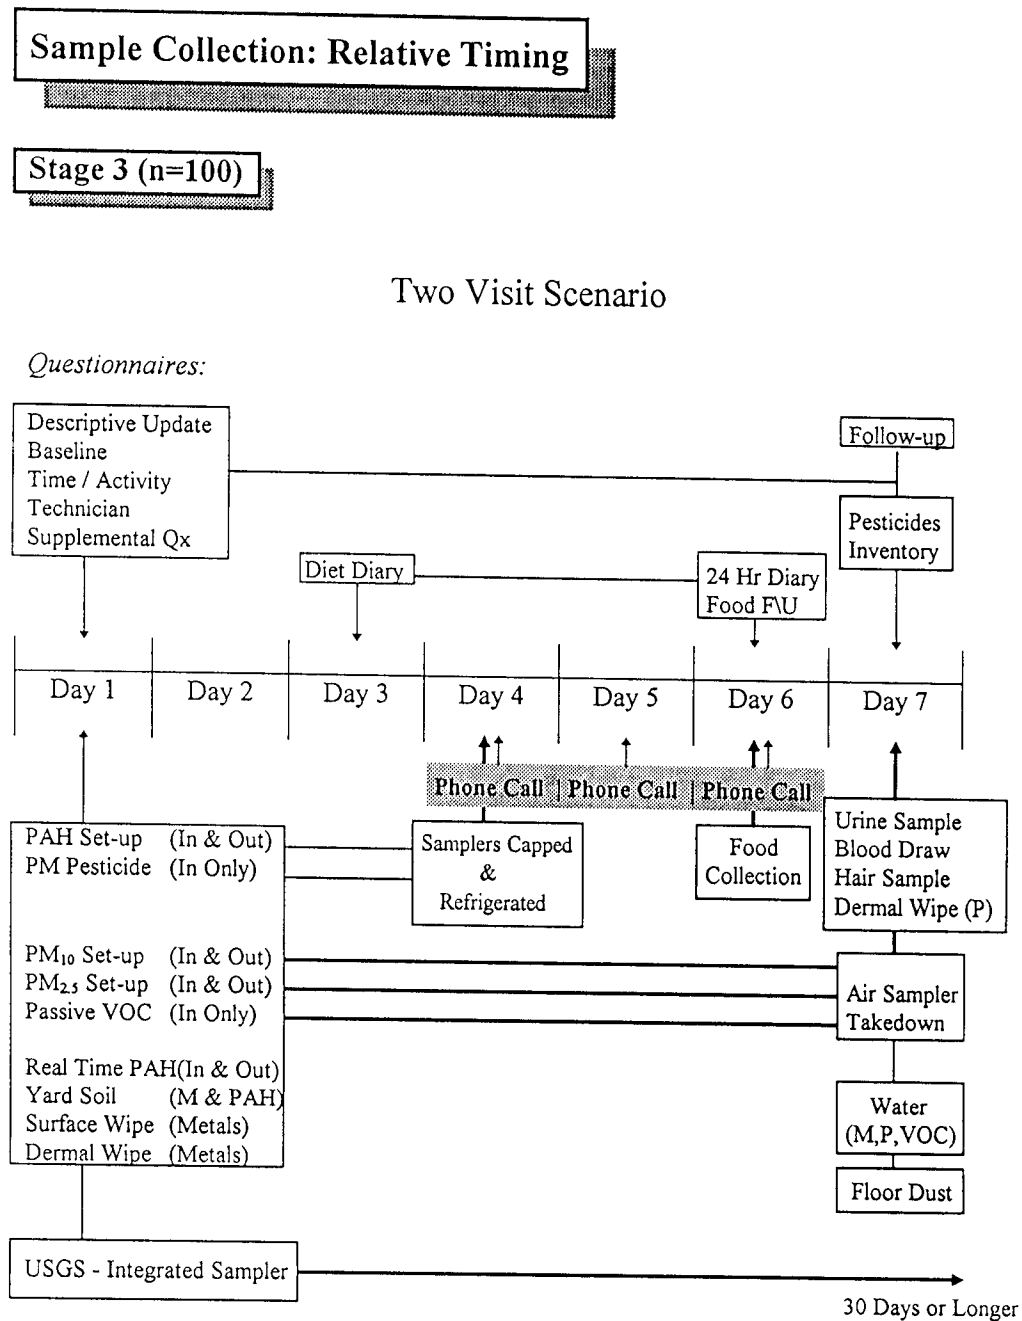 Sample Collection: Relative Timing
Stage 3 (n=100)
Two Visit Scenario
Questionnaires:
Descriptive Update
Baseline
Time / Activity
Technician
Supplemental Qx
Follow-up
Pesticides
Inventory
Diet Diary
24 Hr Diary
Food F\U
Day 1
Day 2
Day 3
Day 4
Day 5
Day 6
Day 7
Phone Call | Phone Call | Phone Call
PAH Set-up (In & Out)
PM Pesticide (In Only)
PM10 Set-up (In & Out)
PM2.5 Set-up (In & Out)
Passive VOC (In Only)
Real Time PAH(In & Out)
Yard Soil (M & PAH)
Surface Wipe (Metals)
Dermal Wipe (Metals)
Samplers Capped
&
Refrigerated
Food
Collection
Urine Sample
Blood Draw
Hair Sample
Dermal Wipe (P)
Air Sampler
Takedown
Water
(M,P,VOC)
Floor Dust
USGS - Integrated Sampler
30 Days or Longer